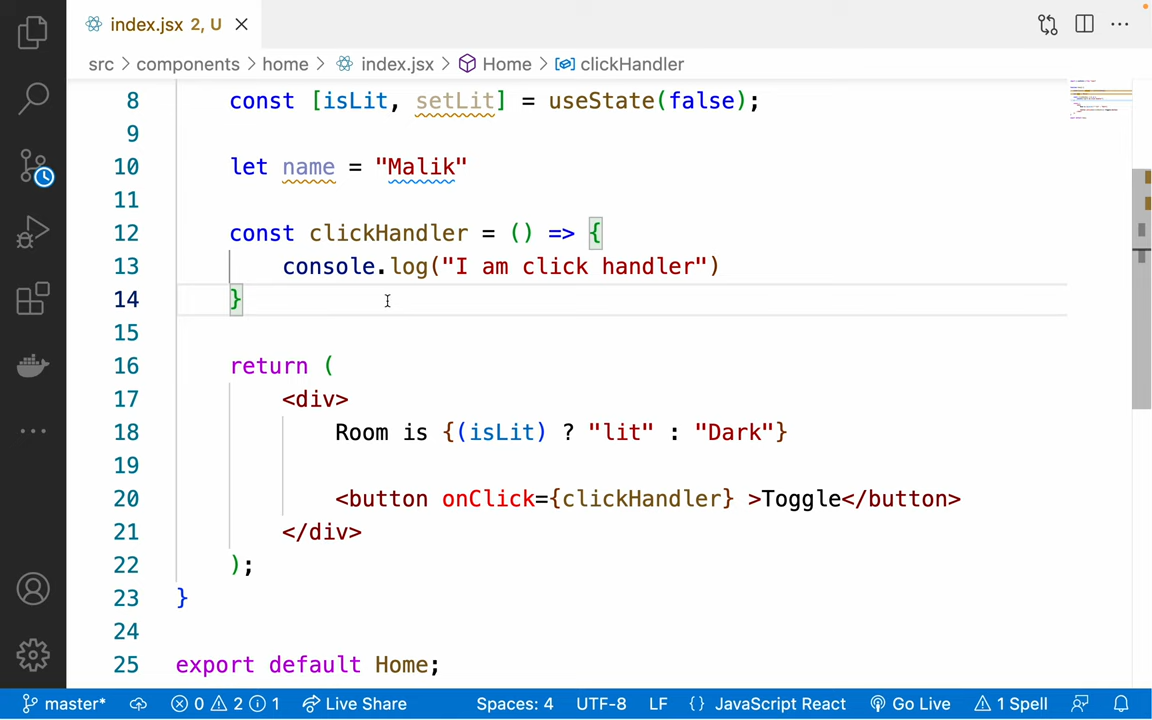 index.jsx 2, U
src > components > home > index.jsx > Home > clickHandler
8 const [isLit, setLit] = useState(false);
9
10 let name = "Malik"
11
12 const clickHandler = () => {
13 console.log("I am click handler")
14 }
15
16 return (
17 <div>
18 Room is {(isLit) ? "lit" : "Dark"}
19
20 <button onClick={clickHandler} >Toggle</button>
21 </div>
22 );
23 }
24
25 export default Home;
master* 0 2 1 Live Share Spaces: 4 UTF-8 LF {} JavaScript React Go Live 1 Spell